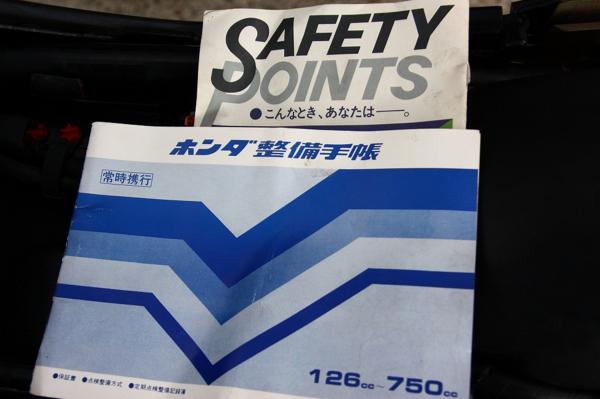 SAFETY
POINTS
●こんなとき、あなたは──。
ホンダ整備手帳
常時携行
●保証書 ●点検整備方式 ●定期点検整備記録簿
126cc~750cc